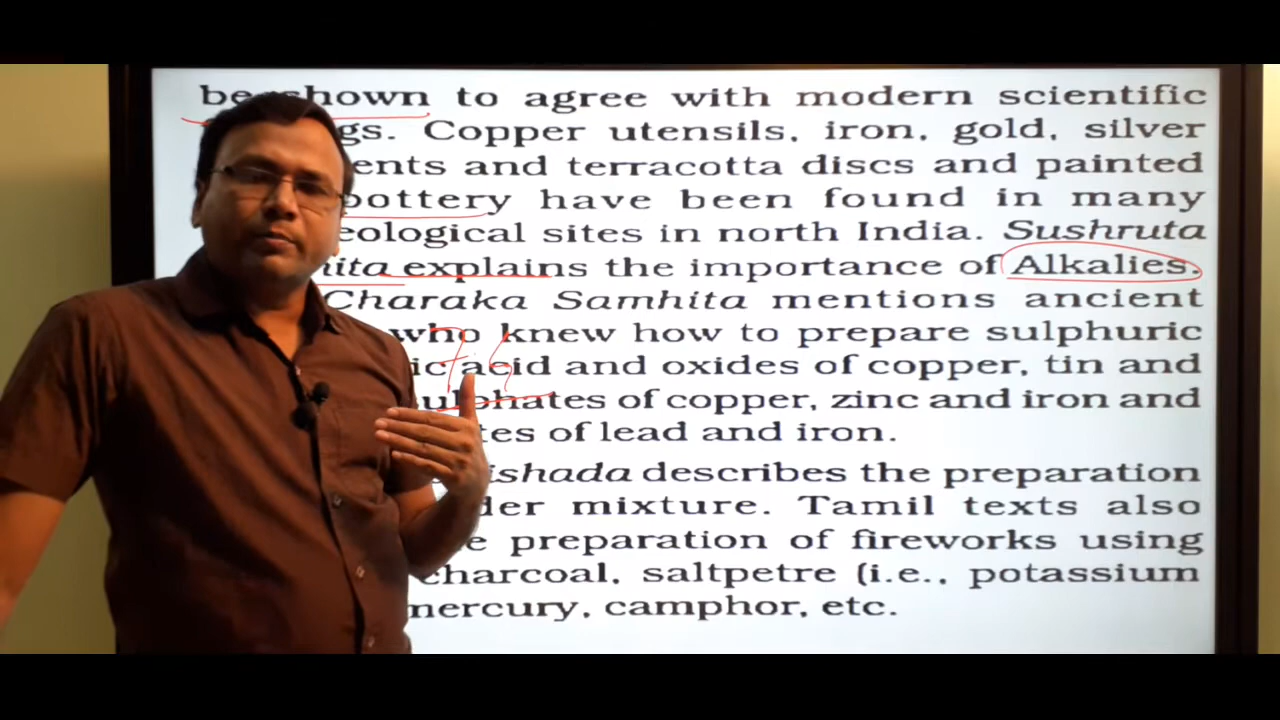 be shown to agree with modern scientific
gs. Copper utensils, iron, gold, silver
ents and terracotta discs and painted
pottery have been found in many
eological sites in north India. Sushruta
hita explains the importance of Alkalies.
Charaka Samhita mentions ancient
who knew how to prepare sulphuric
ic acid and oxides of copper, tin and
ulphates of copper, zinc and iron and
tes of lead and iron.
ishada describes the preparation
der mixture. Tamil texts also
e preparation of fireworks using
charcoal, saltpetre (i.e., potassium
mercury, camphor, etc.